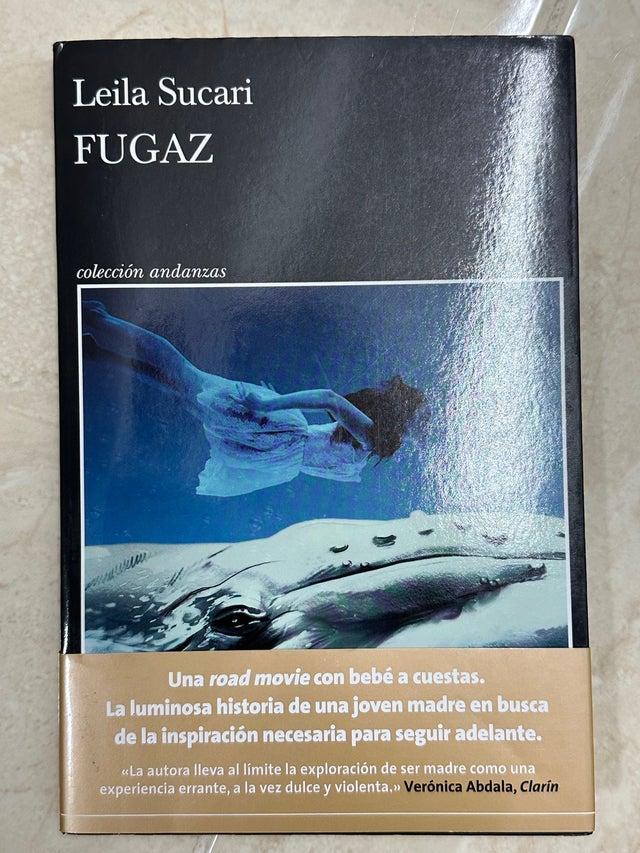 Leila Sucari
FUGAZ
colección andanzas
Una road movie con bebé a cuestas.
La luminosa historia de una joven madre en busca
de la inspiración necesaria para seguir adelante.
«La autora lleva al límite la exploración de ser madre como una
experiencia errante, a la vez dulce y violenta.» Verónica Abdala, Clarín